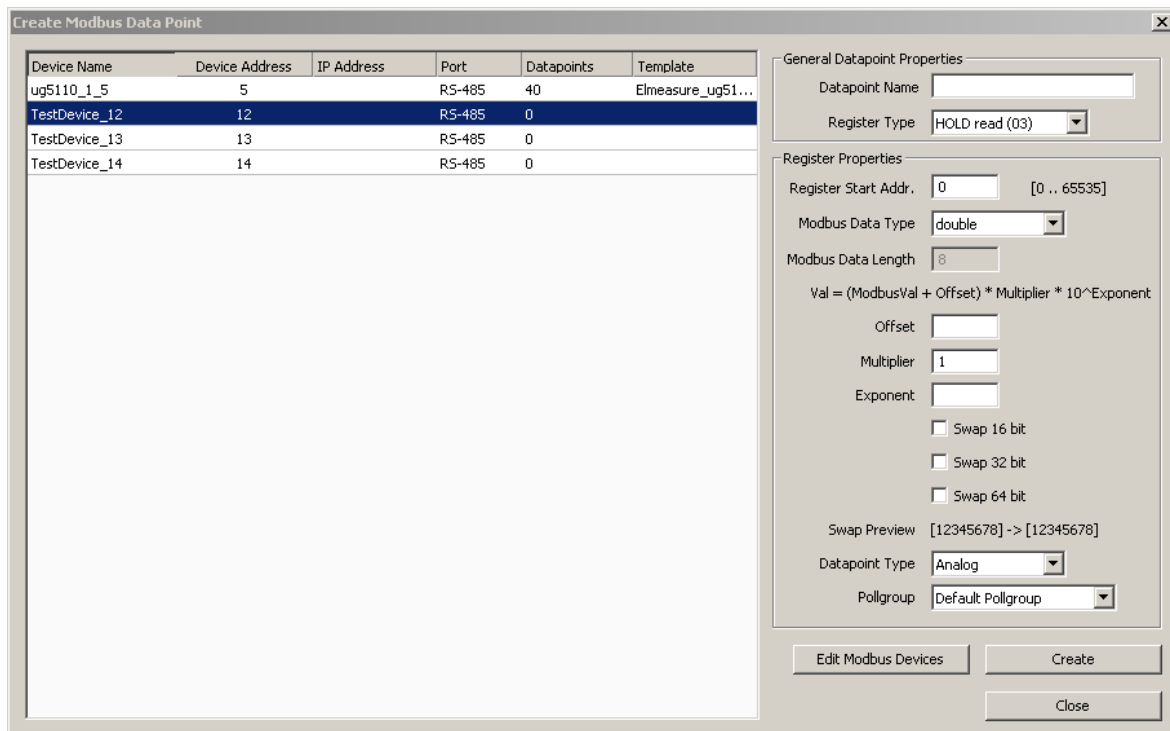 Create Modbus Data Point
Device Name Device Address IP Address Port Datapoints Template
ug5110_1_5 5 RS-485 40 Elmeasure_ug51...
TestDevice_12 12 RS-485 0
TestDevice_13 13 RS-485 0
TestDevice_14 14 RS-485 0
General Datapoint Properties
Datapoint Name
Register Type HOLD read (03)
Register Properties
Register Start Addr. 0 [0 .. 65535]
Modbus Data Type double
Modbus Data Length 8
Val = (ModbusVal + Offset) * Multiplier * 10^Exponent
Offset
Multiplier 1
Exponent
Swap 16 bit
Swap 32 bit
Swap 64 bit
Swap Preview [12345678] -> [12345678]
Datapoint Type Analog
Pollgroup Default Pollgroup
Edit Modbus Devices Create
Close